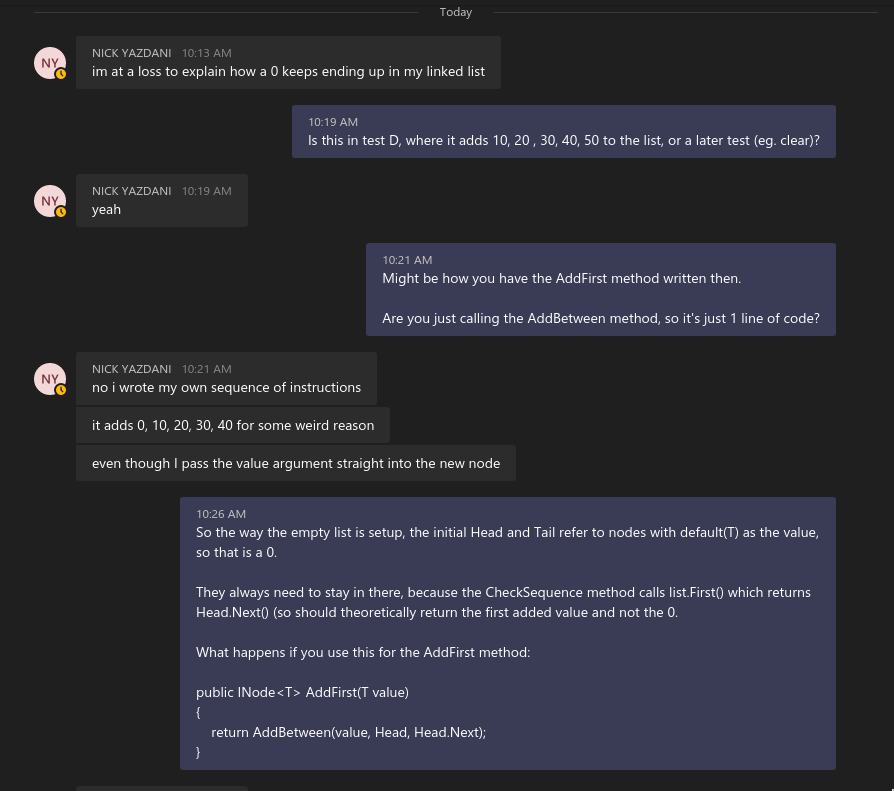 Today
NICK YAZDANI 10:13 AM
NY
im at a loss to explain how a 0 keeps ending up in my linked list
10:19 AM
Is this in test D, where it adds 10, 20 , 30, 40, 50 to the list, or a later test (eg. clear)?
NICK YAZDANI 10:19 AM
NY
yeah
10:21 AM
Might be how you have the AddFirst method written then.
Are you just calling the AddBetween method, so it's just 1 line of code?
NICK YAZDANI 10:21 AM
NY
no i wrote my own sequence of instructions
it adds 0, 10, 20, 30, 40 for some weird reason
even though I pass the value argument straight into the new node
10:26 AM
So the way the empty list is setup, the initial Head and Tail refer to nodes with default(T) as the value,
so that is a 0.
They always need to stay in there, because the CheckSequence method calls list.First() which returns
Head.Next() (so should theoretically return the first added value and not the 0.
What happens if you use this for the AddFirst method:
public INode<T> AddFirst(T value)
{
return AddBetween(value, Head, Head.Next);
}